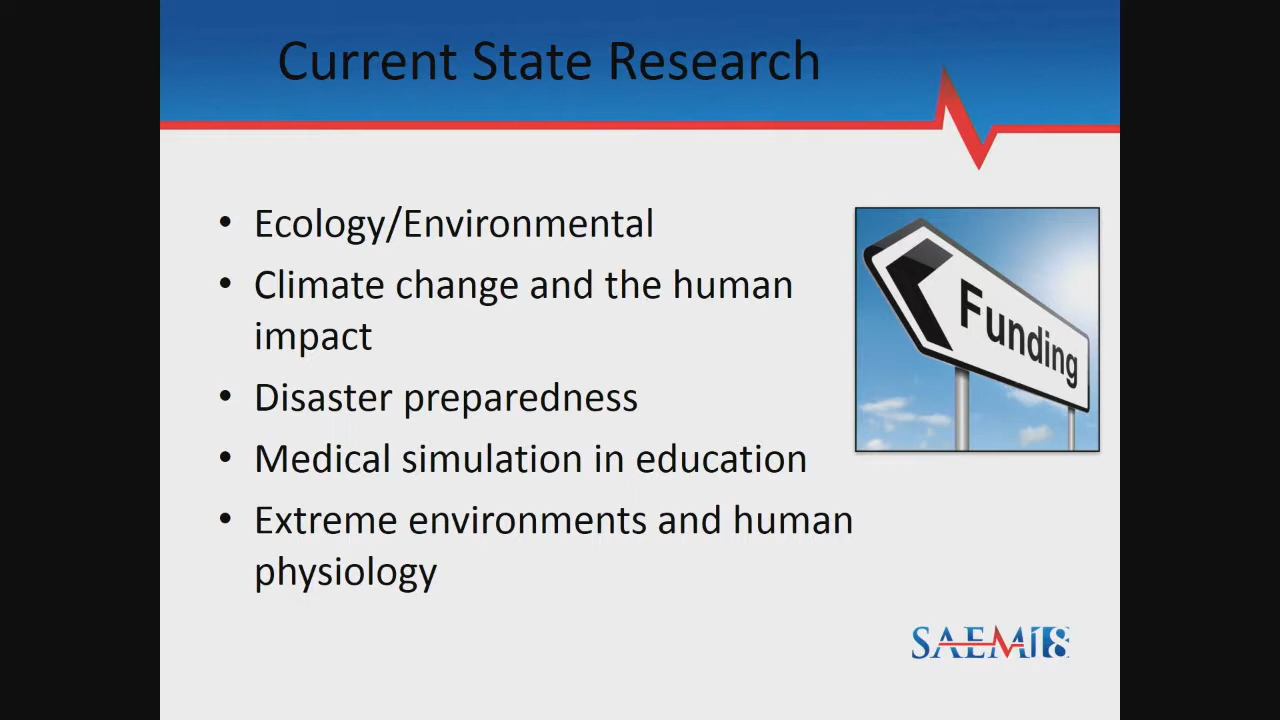 Current State Research
• Ecology/Environmental
• Climate change and the human
impact
• Disaster preparedness
• Medical simulation in education
• Extreme environments and human
physiology
Funding
SAEM18